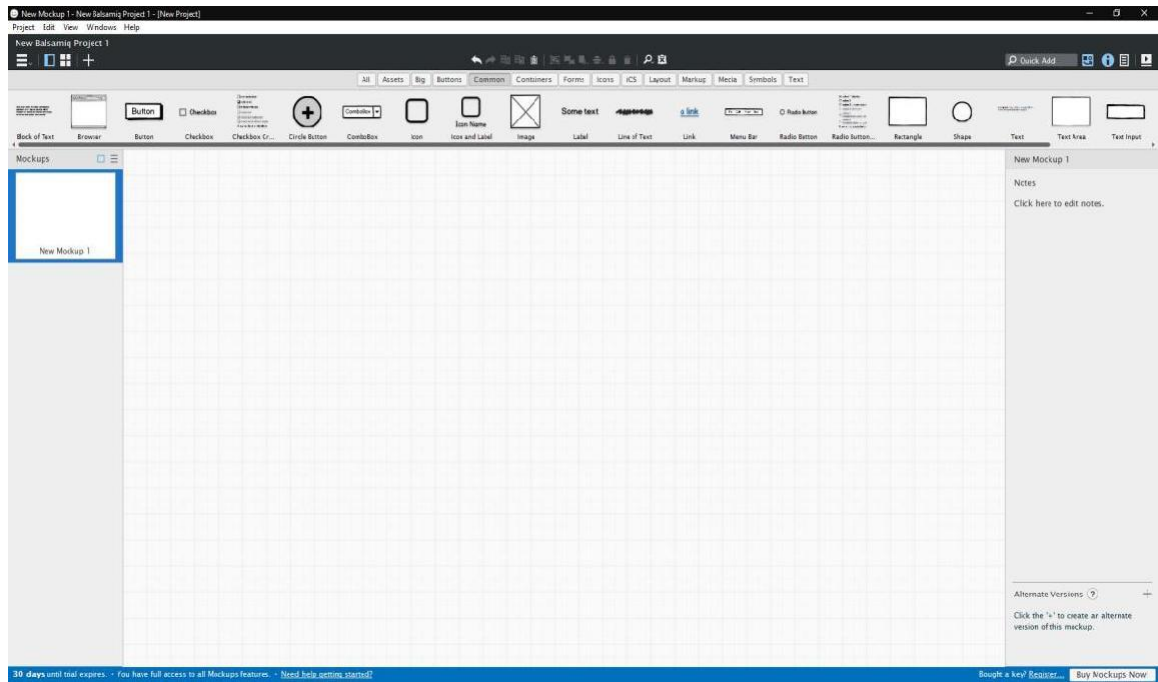 New Mockup 1 - New Balsamiq Project 1 - [New Project]
Project Edit View Windows Help
New Balsamiq Project 1
Quick Add
All Assets Big Buttons Common Containers Forms Icons iOS Layout Markup Media Symbols Text
Button
Checkbox
ComboBox
Icon Name
Some text
a link
Radio Button
Block of Text Browser Button Checkbox Checkbox Gr... Circle Button ComboBox Icon Icon and Label Image Label Line of Text Link Menu Bar Radio Button Radio Button... Rectangle Shape Text Text Area Text Input
Mockups
New Mockup 1
New Mockup 1
Notes
Click here to edit notes.
Alternate Versions ?
Click the '+' to create an alternate
version of this mockup.
30 days until trial expires. - You have full access to all Mockups features. - Need help getting started?
Bought a key? Register... Buy Mockups Now